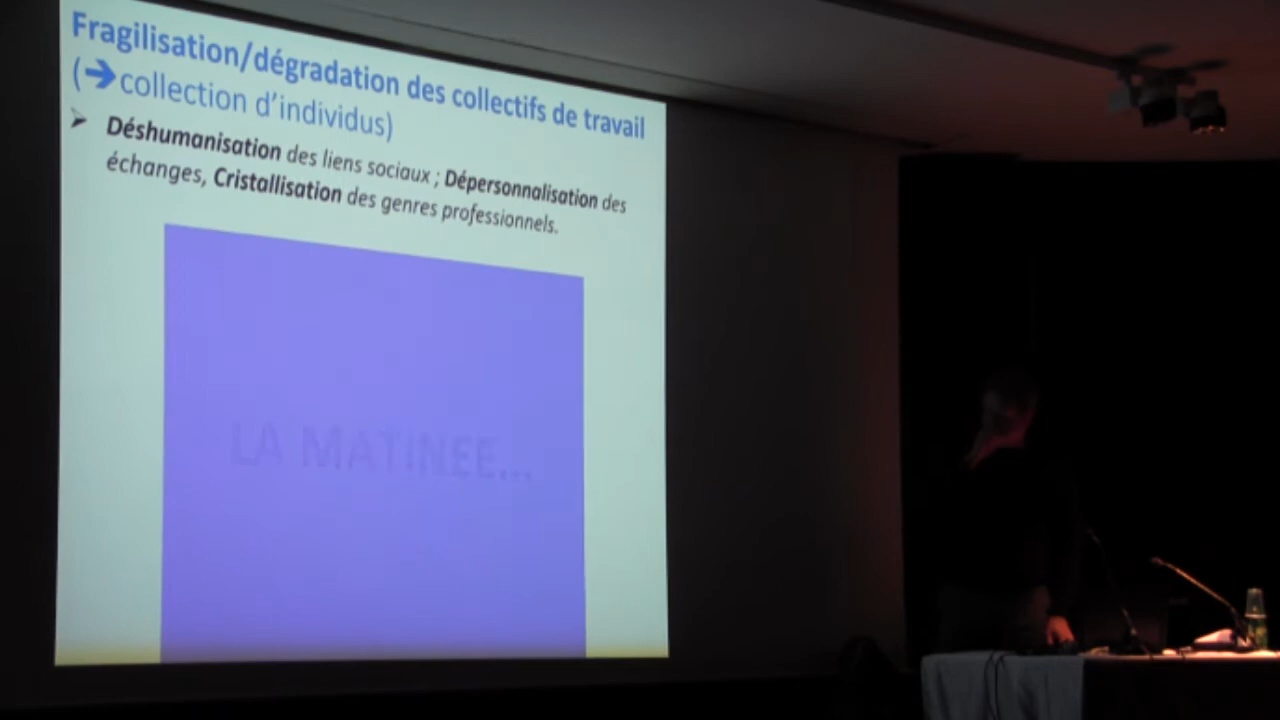 Fragilisation/dégradation des collectifs de travail
(➔collection d'individus)
➤ Déshumanisation des liens sociaux ; Dépersonnalisation des
échanges, Cristallisation des genres professionnels.
LA MATINEE...